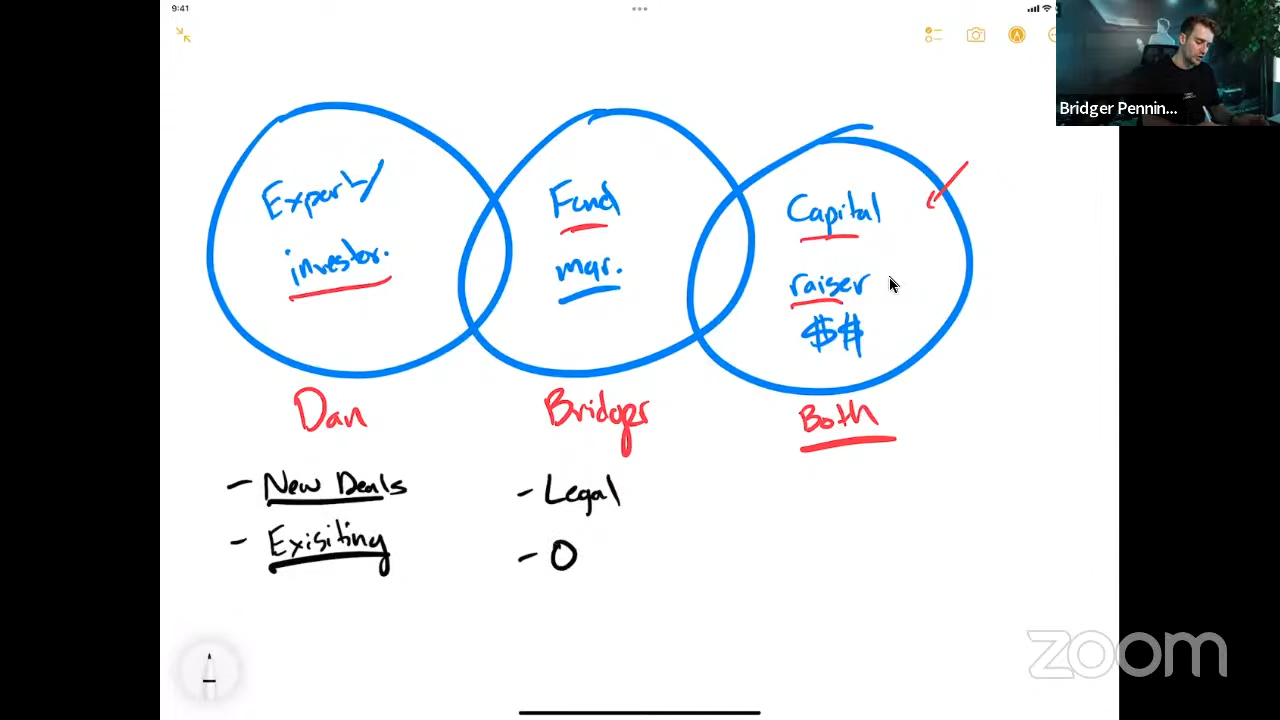 9:41
Bridger Pennin...
Expert/
investor.
Fund
mgr.
Capital
raiser
$$
Dan
Bridger
Both
- New Deals
- Exisiting
- Legal
- O
zoom